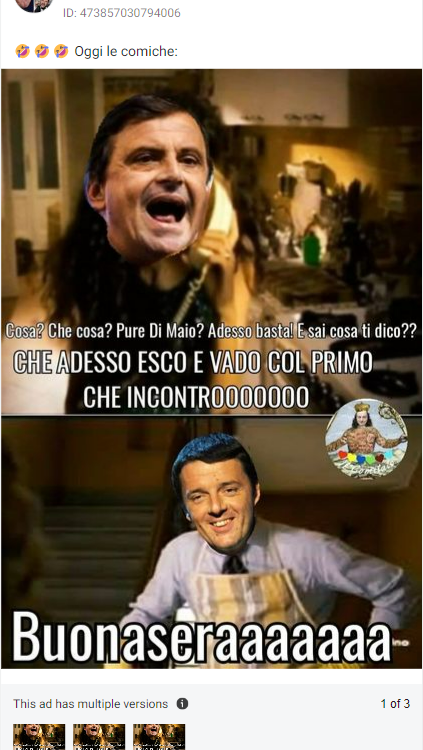 ID: 473857030794006
🤣🤣🤣 Oggi le comiche:
Cosa? Che cosa? Pure Di Maio? Adesso basta! E sai cosa ti dico??
CHE ADESSO ESCO E VADO COL PRIMO
CHE INCONTROOOOOOO
Buonaseraaaaaaa
This ad has multiple versions
1 of 3